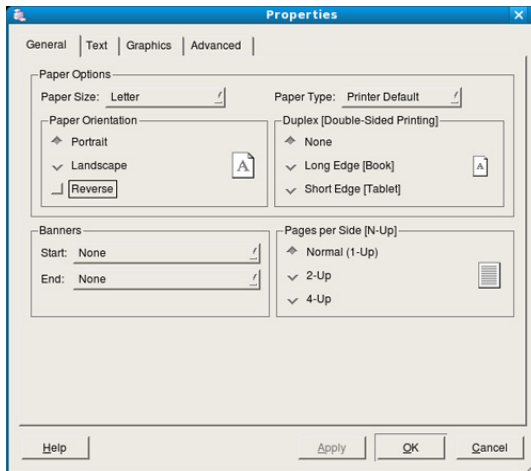 Properties
General Text Graphics Advanced
Paper Options
Paper Size: Letter
Paper Type: Printer Default
Paper Orientation
Portrait
Landscape
Reverse
A
Duplex [Double-Sided Printing]
None
Long Edge [Book]
Short Edge [Tablet]
A
Banners
Start: None
End: None
Pages per Side [N-Up]
Normal (1-Up)
2-Up
4-Up
Help Apply OK Cancel